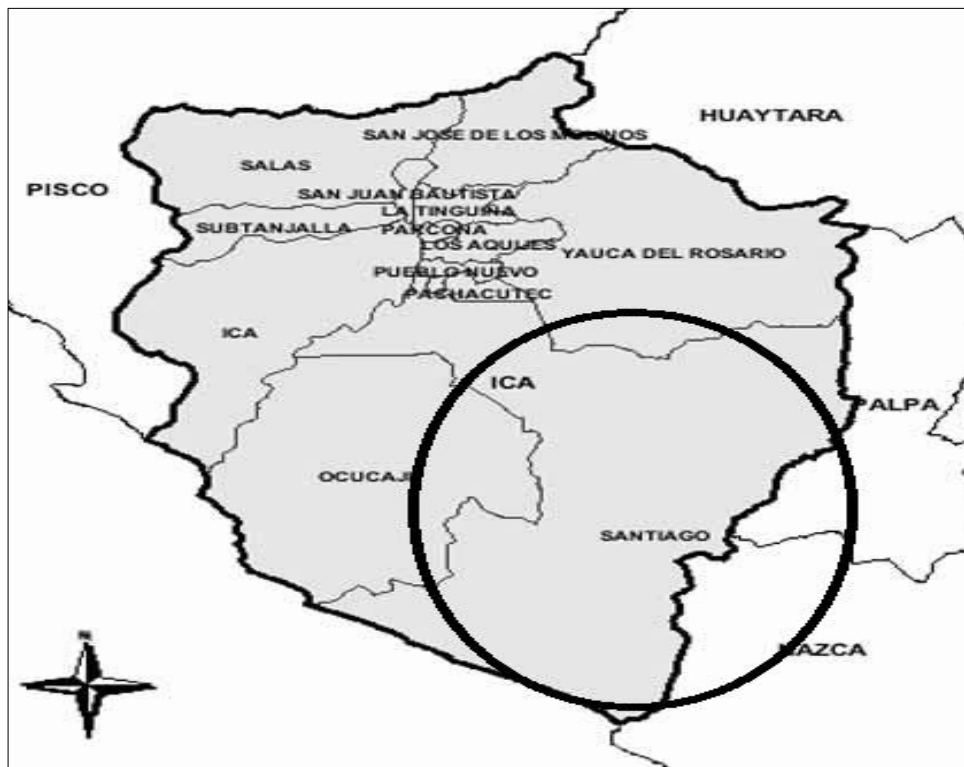 HUAYTARA
SAN JOSE DE LOS MOLINOS
SALAS
PISCO
SAN JUAN BAUTISTA
LA TINGUIÑA
SUBTANJALLA
PARCONA
LOS AQUIJES
YAUCA DEL ROSARIO
PUEBLO NUEVO
PACHACUTEC
ICA
ICA
PALPA
OCUCAJE
SANTIAGO
N
NAZCA